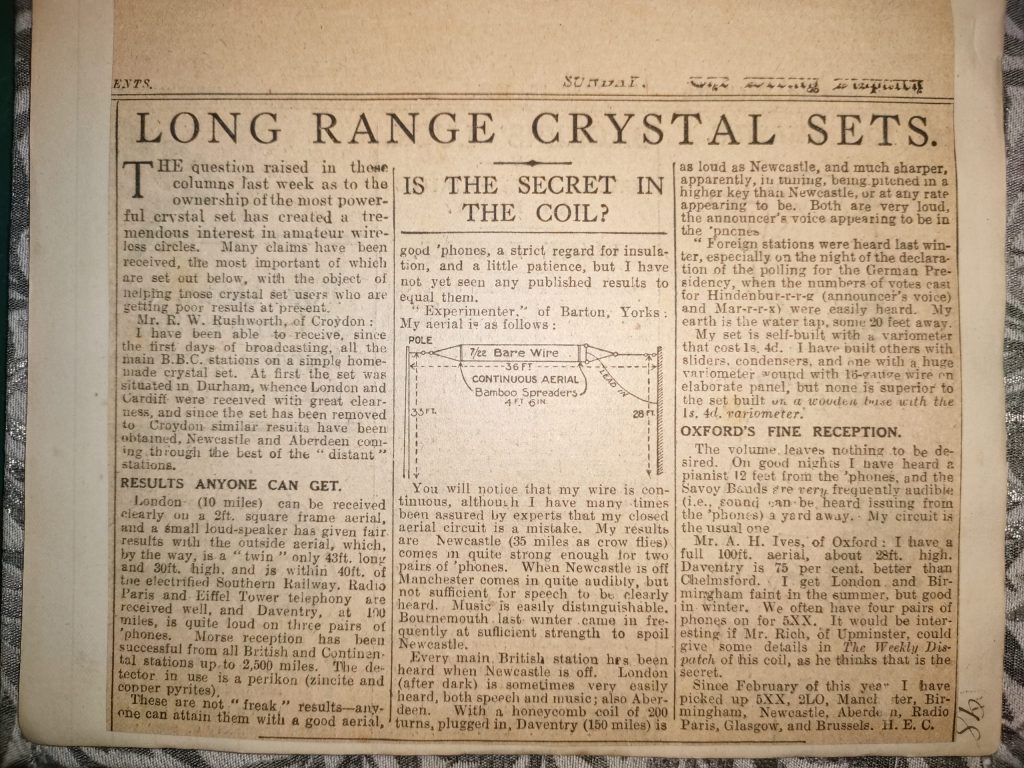 ENTS.
SUNDAY. The Weekly Dispatch
LONG RANGE CRYSTAL SETS.
THE question raised in these
columns last week as to the
ownership of the most power-
ful crystal set has created a tre-
mendous interest in amateur wire-
less circles. Many claims have been
received, the most important of which
are set out below, with the object of
helping those crystal set users who are
getting poor results at present.
Mr. R. W. Rushworth, of Croydon:
I have been able to receive, since
the first days of broadcasting, all the
main B.B.C. stations on a simple home-
made crystal set. At first the set was
situated in Durham, whence London and
Cardiff were received with great clear-
ness, and since the set has been removed
to Croydon similar results have been
obtained, Newcastle and Aberdeen com-
ing through the best of the "distant"
stations.
RESULTS ANYONE CAN GET.
London (10 miles) can be received
clearly on a 2ft. square frame aerial,
and a small loud-speaker has given fair
results with the outside aerial, which,
by the way, is a "twin" only 43ft. long
and 30ft. high, and is within 40ft. of
the electrified Southern Railway. Radio
Paris and Eiffel Tower telephony are
received well, and Daventry, at 100
miles, is quite loud on three pairs of
'phones. Morse reception has been
successful from all British and Continen-
tal stations up to 2,500 miles. The de-
tector in use is a perikon (zincite and
copper pyrites).
These are not "freak" results—any-
one can attain them with a good aerial,
IS THE SECRET IN
THE COIL?
good 'phones, a strict regard for insula-
tion, and a little patience, but I have
not yet seen any published results to
equal them.
"Experimenter," of Barton, Yorks:
My aerial is as follows:
POLE
7/22 Bare Wire
36 FT
CONTINUOUS AERIAL
Bamboo Spreaders
4 FT 6 IN.
LEAD IN
33 FT.
28 FT.
You will notice that my wire is con-
tinuous, although I have many times
been assured by experts that my closed
aerial circuit is a mistake. My results
are Newcastle (35 miles as crow flies)
comes in quite strong enough for two
pairs of 'phones. When Newcastle is off
Manchester comes in quite audibly, but
not sufficient for speech to be clearly
heard. Music is easily distinguishable.
Bournemouth last winter came in fre-
quently at sufficient strength to spoil
Newcastle.
Every main British station has been
heard when Newcastle is off. London
(after dark) is sometimes very easily
heard, both speech and music; also Aber-
deen. With a honeycomb coil of 200
turns, plugged in, Daventry (150 miles) is
as loud as Newcastle, and much sharper,
apparently, in tuning, being pitched in a
higher key than Newcastle, or at any rate
appearing to be. Both are very loud,
the announcer's voice appearing to be in
the 'phones
"Foreign stations were heard last win-
ter, especially on the night of the declara-
tion of the polling for the German Pre-
sidency, when the numbers of votes cast
for Hindenbur-r-r-g (announcer's voice)
and Mar-r-r-x) were easily heard. My
earth is the water tap, some 20 feet away.
My set is self-built with a variometer
that cost 1s. 4d. I have built others with
sliders, condensers, and one with a huge
variometer wound with 16-gauge wire on
elaborate panel, but none is superior to
the set built on a wooden base with the
1s. 4d. variometer.
OXFORD'S FINE RECEPTION.
The volume leaves nothing to be de-
sired. On good nights I have heard a
pianist 12 feet from the 'phones, and the
Savoy Bands are very frequently audible
(i.e., sound can be heard issuing from
the 'phones) a yard away. My circuit is
the usual one
Mr. A. H. Ives, of Oxford: I have a
full 100ft. aerial, about 28ft. high.
Daventry is 75 per cent. better than
Chelmsford. I get London and Bir-
mingham faint in the summer, but good
in winter. We often have four pairs of
phones on for 5XX. It would be inter-
esting if Mr. Rich, of Upminster, could
give some details in The Weekly Dis-
patch of his coil, as he thinks that is the
secret.
Since February of this year I have
picked up 5XX, 2LO, Manchester, Bir-
mingham, Newcastle, Aberdeen, Radio
Paris, Glasgow, and Brussels. H. E. C.